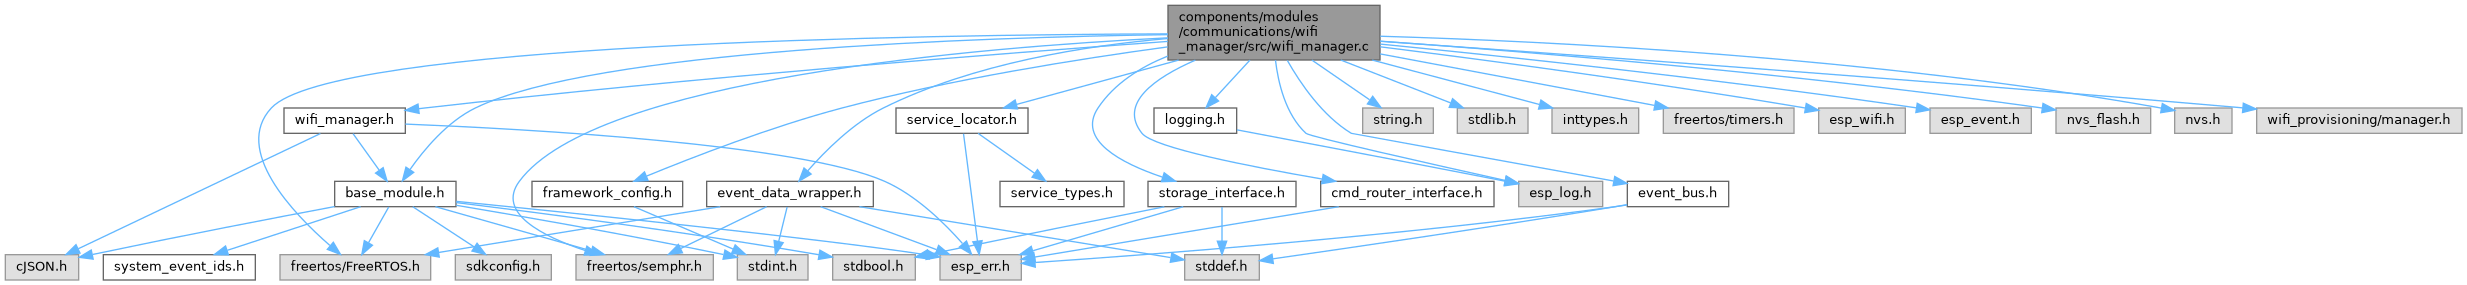 components/modules
/communications/wifi
_manager/src/wifi_manager.c
wifi_manager.h
service_locator.h
logging.h
string.h
stdlib.h
inttypes.h
freertos/timers.h
esp_wifi.h
esp_event.h
nvs_flash.h
nvs.h
wifi_provisioning/manager.h
base_module.h
framework_config.h
event_data_wrapper.h
service_types.h
storage_interface.h
cmd_router_interface.h
esp_log.h
event_bus.h
cJSON.h
system_event_ids.h
freertos/FreeRTOS.h
sdkconfig.h
freertos/semphr.h
stdint.h
stdbool.h
esp_err.h
stddef.h